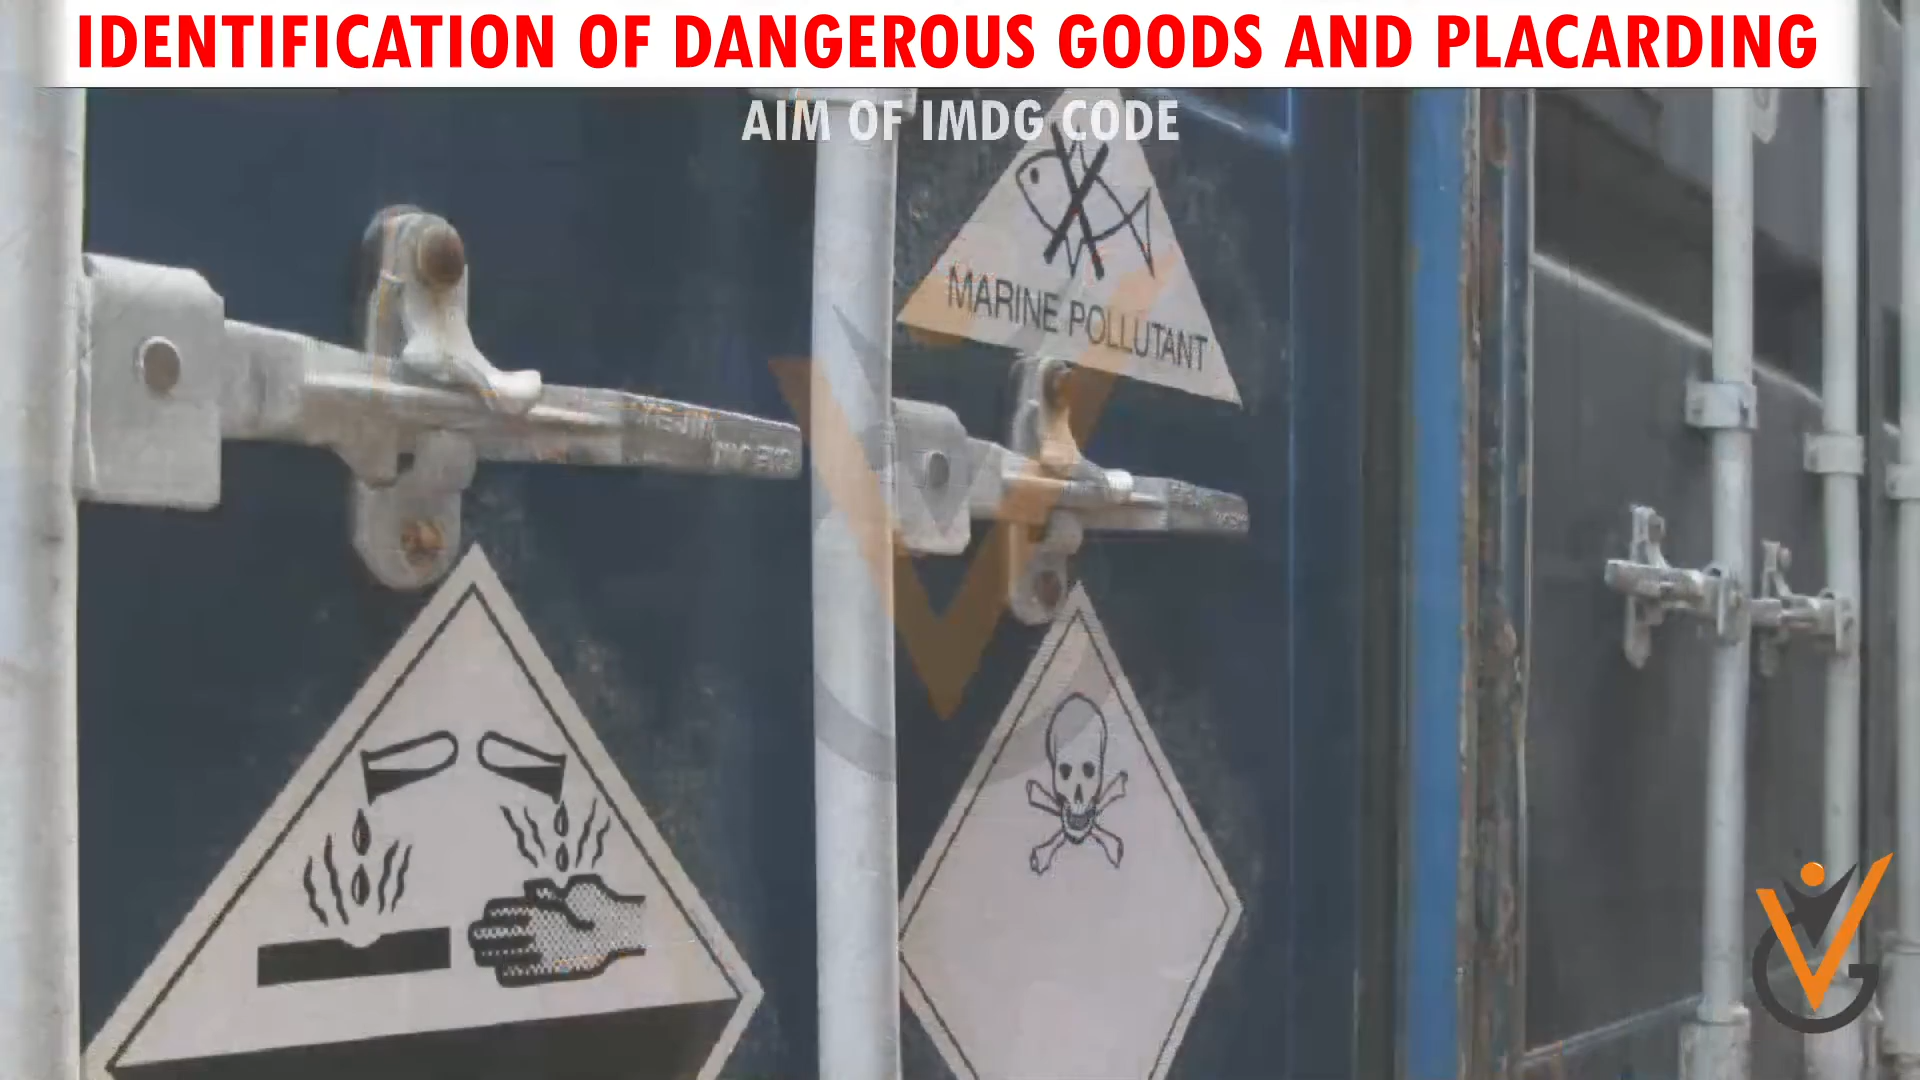 IDENTIFICATION OF DANGEROUS GOODS AND PLACARDING
AIM OF IMDG CODE
MARINE POLLUTANT